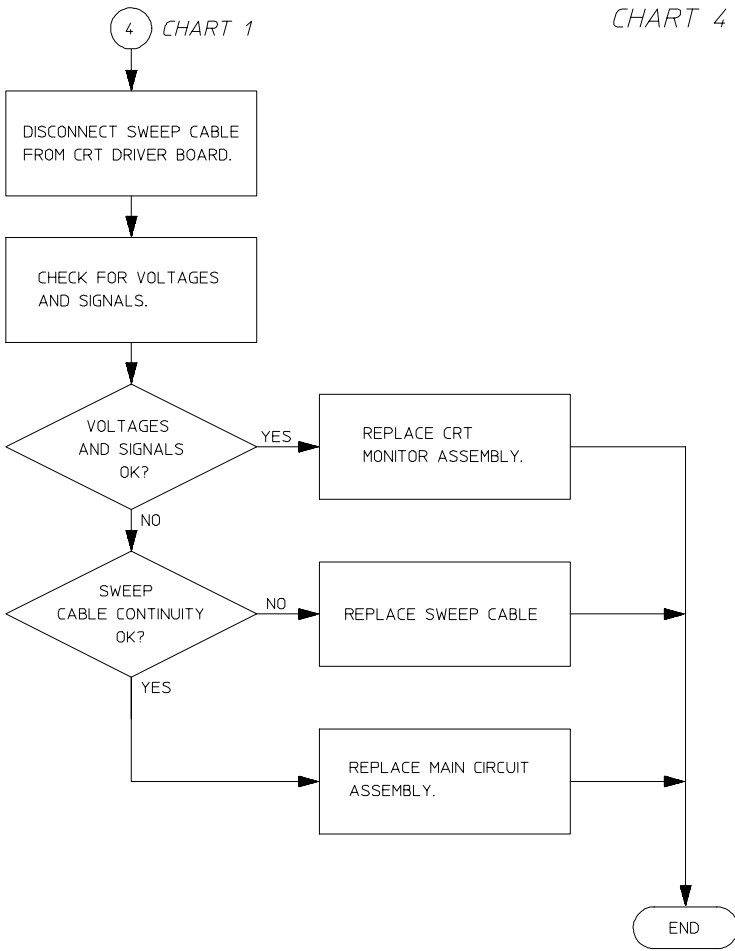 4 CHART 1
CHART 4
DISCONNECT SWEEP CABLE
FROM CRT DRIVER BOARD.
CHECK FOR VOLTAGES
AND SIGNALS.
VOLTAGES
AND SIGNALS
OK?
YES
REPLACE CRT
MONITOR ASSEMBLY.
NO
SWEEP
CABLE CONTINUITY
OK?
NO
REPLACE SWEEP CABLE
YES
REPLACE MAIN CIRCUIT
ASSEMBLY.
END